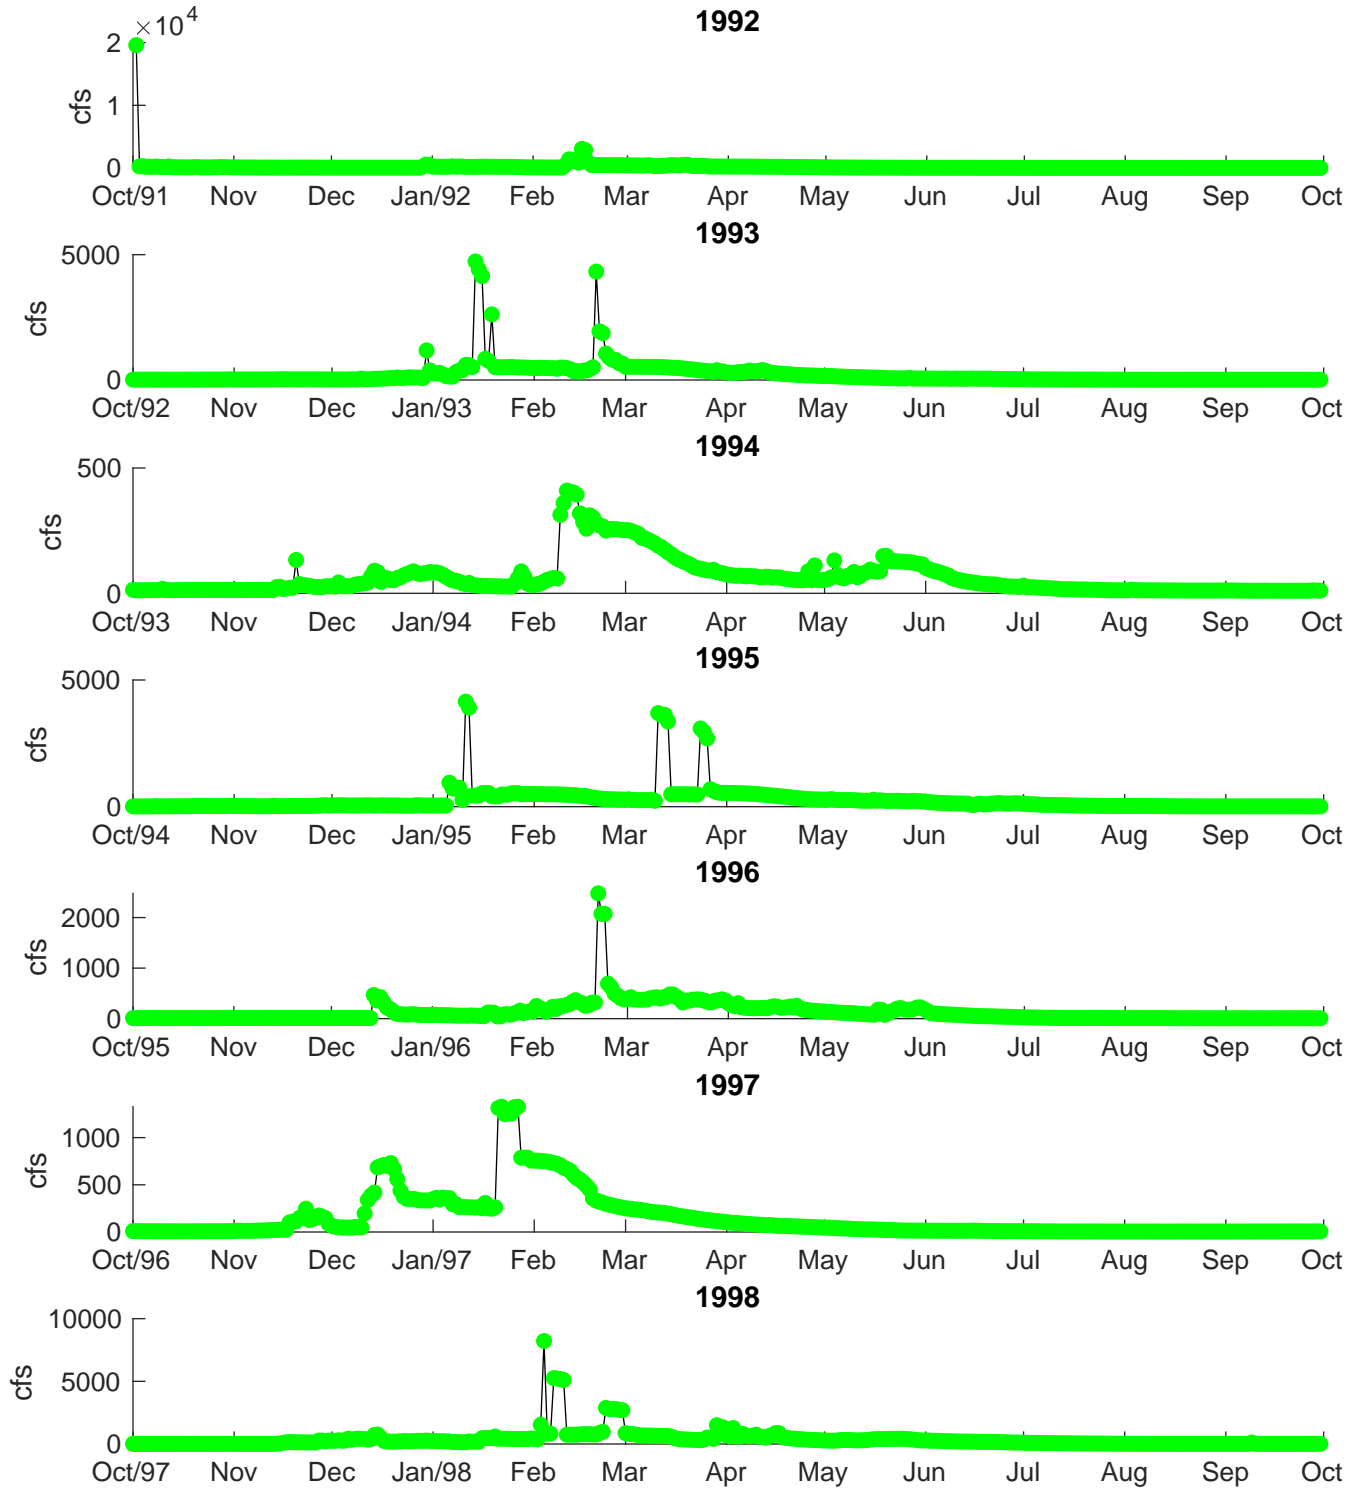 ×10^4
1992
2
1
0
cfs
Oct/91 Nov Dec Jan/92 Feb Mar Apr May Jun Jul Aug Sep Oct
1993
5000
0
cfs
Oct/92 Nov Dec Jan/93 Feb Mar Apr May Jun Jul Aug Sep Oct
1994
500
0
cfs
Oct/93 Nov Dec Jan/94 Feb Mar Apr May Jun Jul Aug Sep Oct
1995
5000
0
cfs
Oct/94 Nov Dec Jan/95 Feb Mar Apr May Jun Jul Aug Sep Oct
1996
2000
1000
0
cfs
Oct/95 Nov Dec Jan/96 Feb Mar Apr May Jun Jul Aug Sep Oct
1997
1000
500
0
cfs
Oct/96 Nov Dec Jan/97 Feb Mar Apr May Jun Jul Aug Sep Oct
1998
10000
5000
0
cfs
Oct/97 Nov Dec Jan/98 Feb Mar Apr May Jun Jul Aug Sep Oct